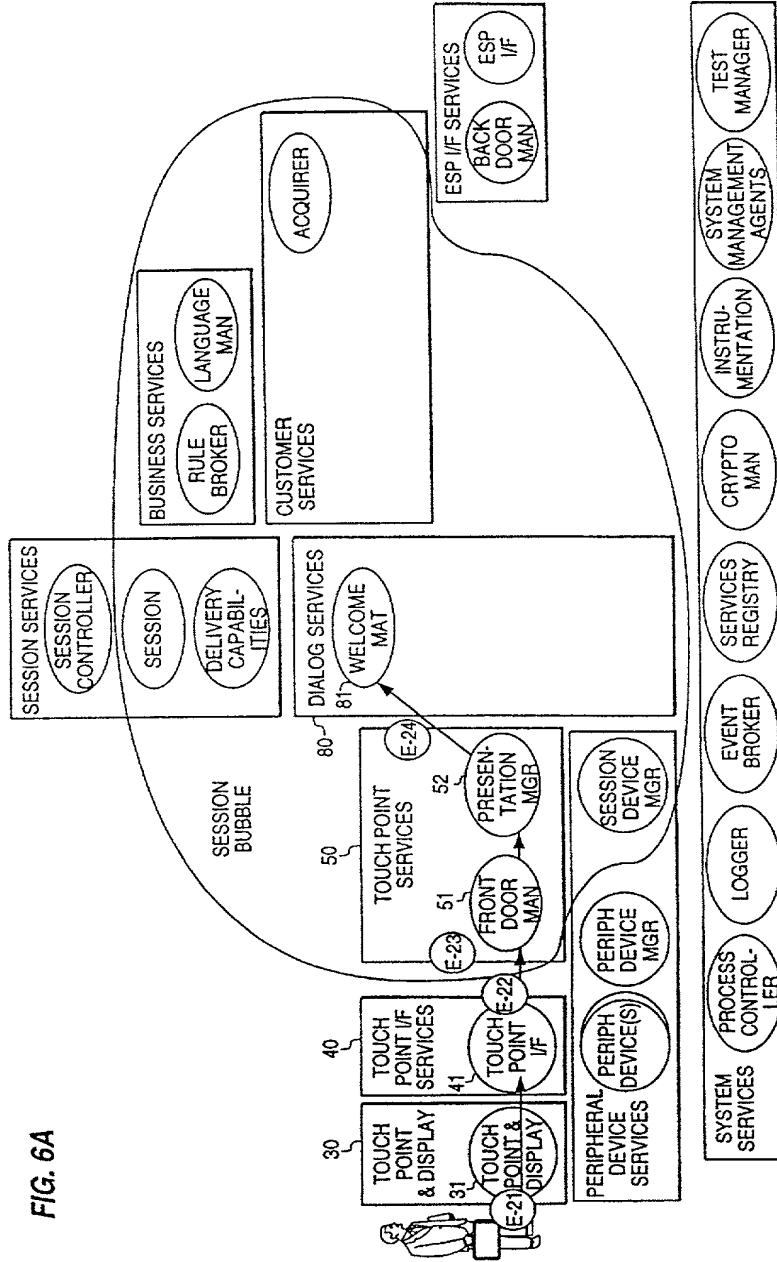 FIG. 6A
SESSION SERVICES
SESSION
CONTROLLER
SESSION
DELIVERY
CAPABIL-
ITIES
BUSINESS SERVICES
RULE
BROKER
LANGUAGE
MAN
CUSTOMER
SERVICES
ACQUIRER
ESP I/F SERVICES
BACK
DOOR
MAN
ESP
I/F
SESSION
BUBBLE
30
TOUCH
POINT
& DISPLAY
31
TOUCH
POINT &
DISPLAY
E-21
40
TOUCH
POINT I/F
SERVICES
41
TOUCH
POINT
I/F
E-22
50
TOUCH POINT
SERVICES
E-23
51
FRONT
DOOR
MAN
52
PRESEN-
TATION
MGR
E-24
80
DIALOG SERVICES
81
WELCOME
MAT
PERIPHERAL
DEVICE
SERVICES
PERIPH
DEVICE(S)
PERIPH
DEVICE
MGR
SESSION
DEVICE
MGR
SYSTEM
SERVICES
PROCESS
CONTROL-
LER
LOGGER
EVENT
BROKER
SERVICES
REGISTRY
CRYPTO
MAN
INSTRU-
MENTATION
SYSTEM
MANAGEMENT
AGENTS
TEST
MANAGER